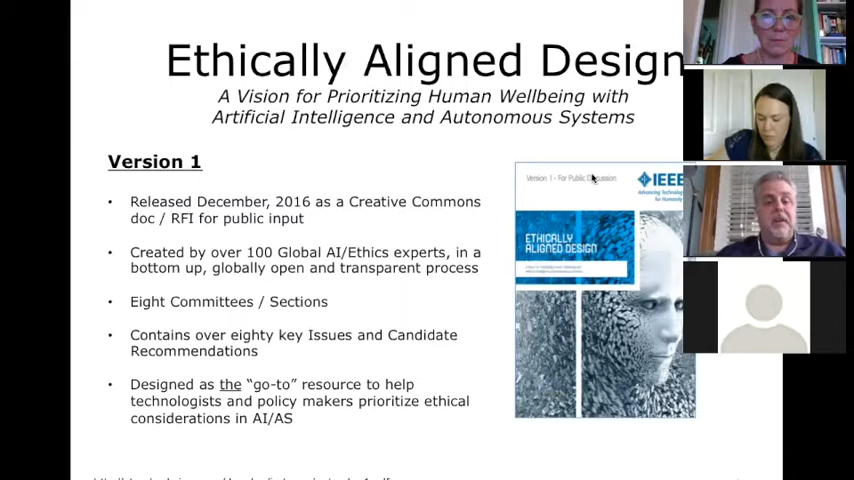 Ethically Aligned Design
A Vision for Prioritizing Human Wellbeing with
Artificial Intelligence and Autonomous Systems
Version 1
• Released December, 2016 as a Creative Commons
doc / RFI for public input
• Created by over 100 Global AI/Ethics experts, in a
bottom up, globally open and transparent process
• Eight Committees / Sections
• Contains over eighty key Issues and Candidate
Recommendations
• Designed as the “go-to” resource to help
technologists and policy makers prioritize ethical
considerations in AI/AS
Version 1 - For Public Discussion
IEEE
Advancing Technology
for Humanity
ETHICALLY
ALIGNED DESIGN